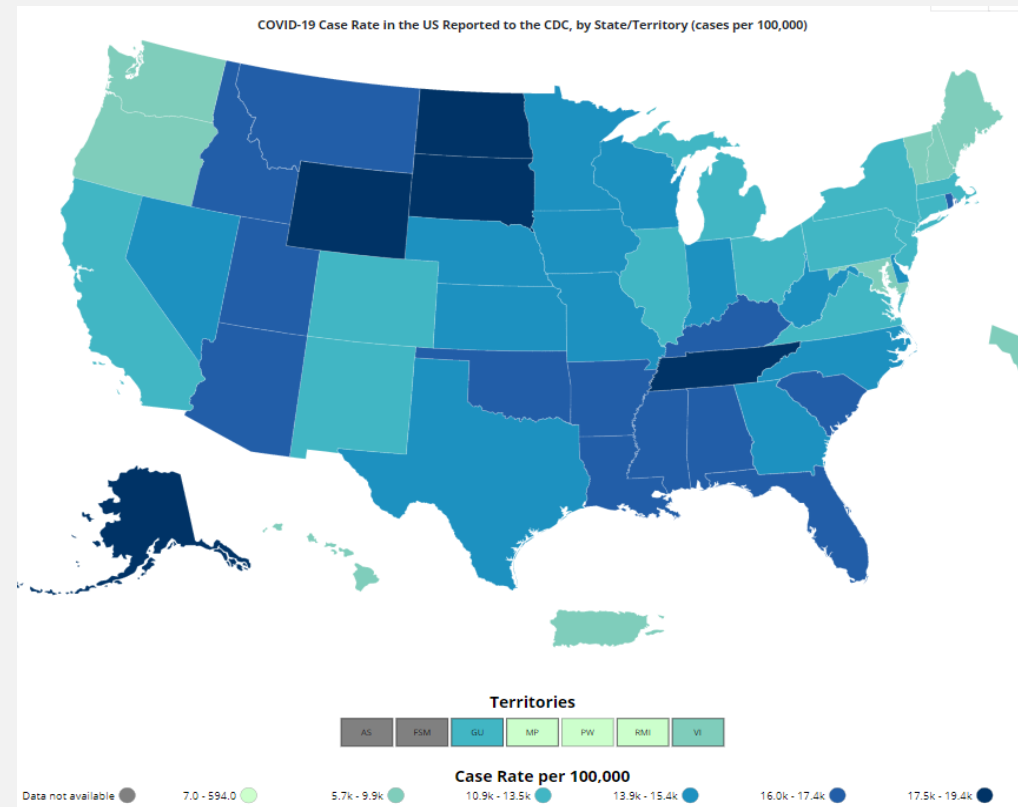 COVID-19 Case Rate in the US Reported to the CDC, by State/Territory (cases per 100,000)
Territories
AS FSM GU MP PW RMI VI
Case Rate per 100,000
Data not available 7.0 - 594.0 5.7k - 9.9k 10.9k - 13.5k 13.9k - 15.4k 16.0k - 17.4k 17.5k - 19.4k